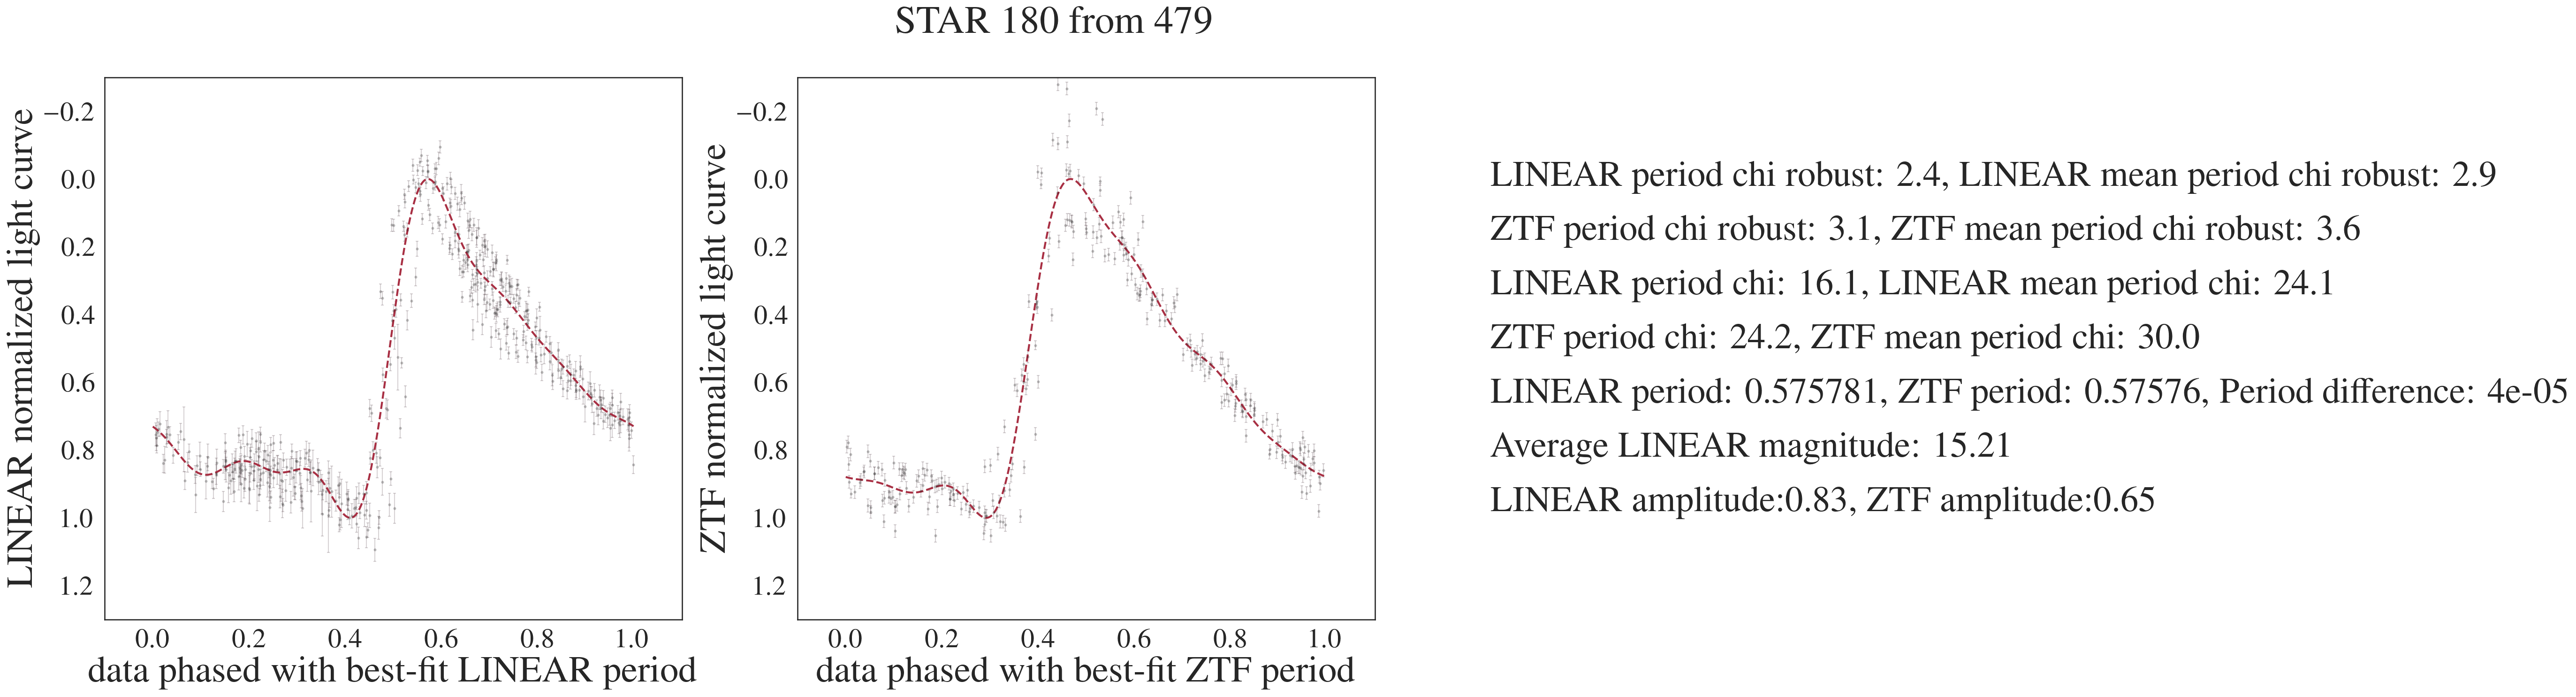 STAR 180 from 479
LINEAR normalized light curve
−0.2
0.0
0.2
0.4
0.6
0.8
1.0
1.2
0.0 0.2 0.4 0.6 0.8 1.0
data phased with best-fit LINEAR period
ZTF normalized light curve
−0.2
0.0
0.2
0.4
0.6
0.8
1.0
1.2
0.0 0.2 0.4 0.6 0.8 1.0
data phased with best-fit ZTF period
LINEAR period chi robust: 2.4, LINEAR mean period chi robust: 2.9
ZTF period chi robust: 3.1, ZTF mean period chi robust: 3.6
LINEAR period chi: 16.1, LINEAR mean period chi: 24.1
ZTF period chi: 24.2, ZTF mean period chi: 30.0
LINEAR period: 0.575781, ZTF period: 0.57576, Period difference: 4e-05
Average LINEAR magnitude: 15.21
LINEAR amplitude:0.83, ZTF amplitude:0.65